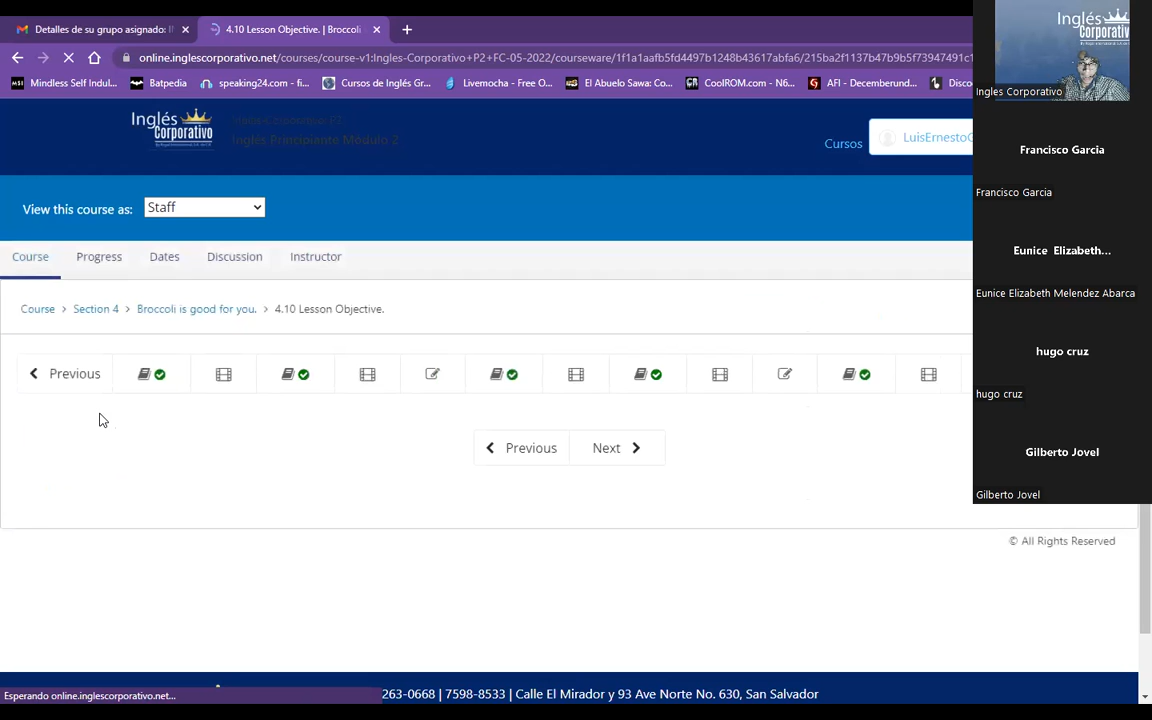 Detalles de su grupo asignado: I
4.10 Lesson Objective. | Broccoli
online.inglescorporativo.net/courses/course-v1:Ingles-Corporativo+P2+FC-05-2022/courseware/1f1a1aafb5fd4497b1248b43617abfa6/215ba2f1137b47b9b5f73947491c1
Mindless Self Indul...
Batpedia
speaking24.com - fi...
Cursos de Inglés Gr...
Livemocha - Free O...
El Abuelo Sawa: Co...
CoolROM.com - N6...
AFI - Decemberund...
Disco
Inglés
Corporativo
Inglés Principiante Módulo 2
Cursos
LuisErnestoG
View this course as:
Staff
Course
Progress
Dates
Discussion
Instructor
Course > Section 4 > Broccoli is good for you. > 4.10 Lesson Objective.
Previous
Previous
Next
© All Rights Reserved
Esperando online.inglescorporativo.net...
263-0668 | 7598-8533 | Calle El Mirador y 93 Ave Norte No. 630, San Salvador
Inglés
Corporativo
Ingles Corporativo
Francisco Garcia
Francisco Garcia
Eunice Elizabeth...
Eunice Elizabeth Melendez Abarca
hugo cruz
hugo cruz
Gilberto Jovel
Gilberto Jovel